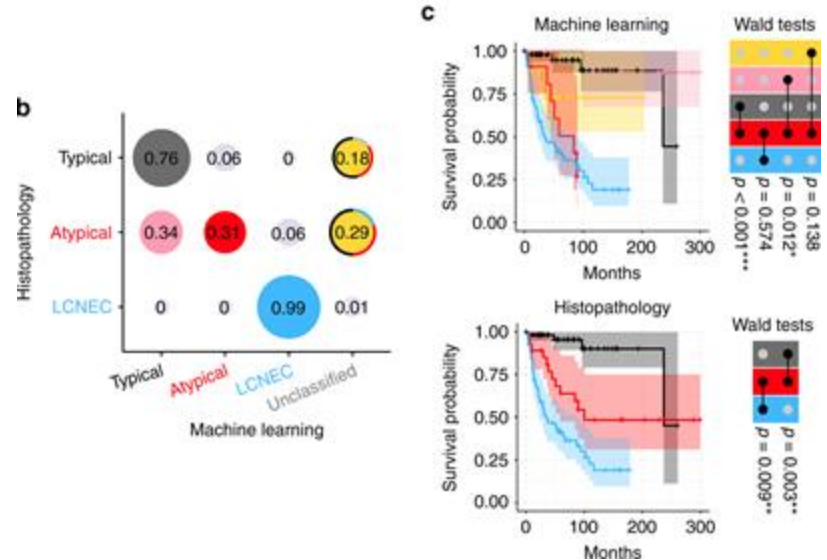 b
Histopathology
Typical
0.76
0.06
0
0.18
Atypical
0.34
0.31
0.06
0.29
LCNEC
0
0
0.99
0.01
Typical
Atypical
LCNEC
Unclassified
Machine learning
c
Machine learning
Survival probability
1.00
0.75
0.50
0.25
0.00
0
100
200
300
Months
Wald tests
p < 0.001***
p = 0.574
p = 0.012*
p = 0.138
Histopathology
Survival probability
1.00
0.75
0.50
0.25
0.00
0
100
200
300
Months
Wald tests
p = 0.009**
p = 0.003**